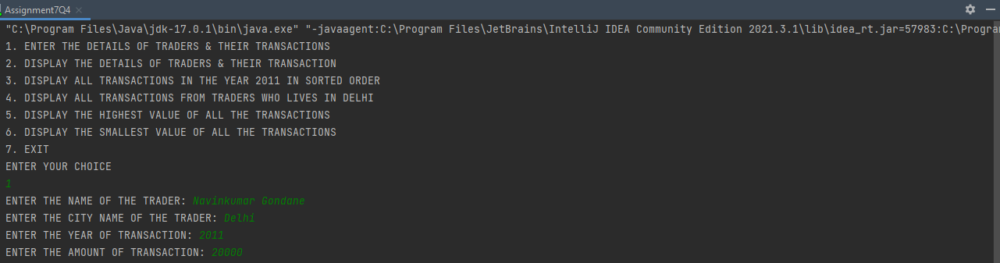 Assignment7Q4
"C:\Program Files\Java\jdk-17.0.1\bin\java.exe" "-javaagent:C:\Program Files\JetBrains\IntelliJ IDEA Community Edition 2021.3.1\lib\idea_rt.jar=57983:C:\Program
1. ENTER THE DETAILS OF TRADERS & THEIR TRANSACTIONS
2. DISPLAY THE DETAILS OF TRADERS & THEIR TRANSACTION
3. DISPLAY ALL TRANSACTIONS IN THE YEAR 2011 IN SORTED ORDER
4. DISPLAY ALL TRANSACTIONS FROM TRADERS WHO LIVES IN DELHI
5. DISPLAY THE HIGHEST VALUE OF ALL THE TRANSACTIONS
6. DISPLAY THE SMALLEST VALUE OF ALL THE TRANSACTIONS
7. EXIT
ENTER YOUR CHOICE
1
ENTER THE NAME OF THE TRADER: Navinkumar Gondane
ENTER THE CITY NAME OF THE TRADER: Delhi
ENTER THE YEAR OF TRANSACTION: 2011
ENTER THE AMOUNT OF TRANSACTION: 20000